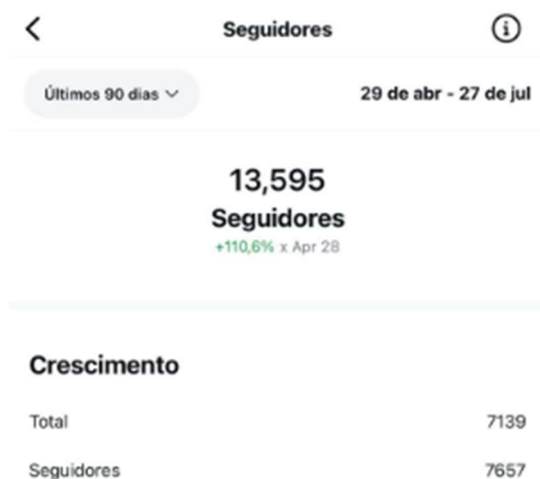 Seguidores
Últimos 90 dias
29 de abr - 27 de jul
13,595
Seguidores
+110,6% x Apr 28
Crescimento
Total 7139
Seguidores 7657